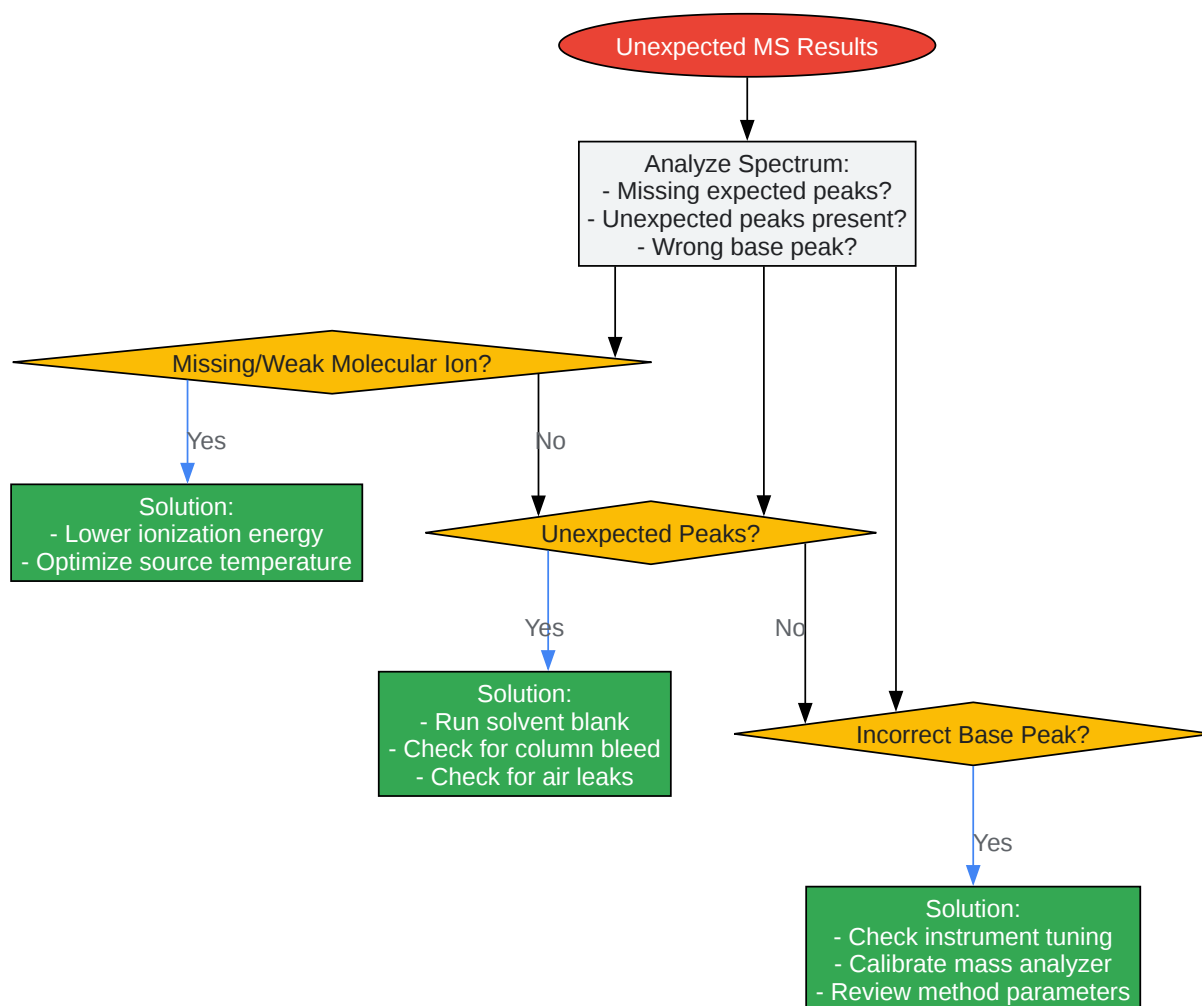 Unexpected MS Results
Analyze Spectrum:
- Missing expected peaks?
- Unexpected peaks present?
- Wrong base peak?
Missing/Weak Molecular Ion?
Yes
No
Solution:
- Lower ionization energy
- Optimize source temperature
Unexpected Peaks?
Yes
No
Solution:
- Run solvent blank
- Check for column bleed
- Check for air leaks
Incorrect Base Peak?
Yes
Solution:
- Check instrument tuning
- Calibrate mass analyzer
- Review method parameters